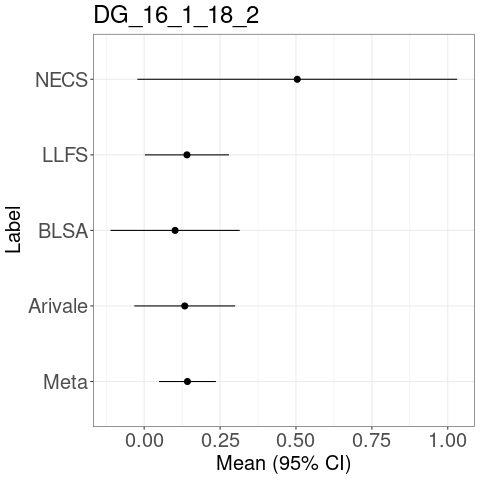 DG_16_1_18_2
NECS
LLFS
BLSA
Arivale
Meta
Label
0.00 0.25 0.50 0.75 1.00
Mean (95% CI)